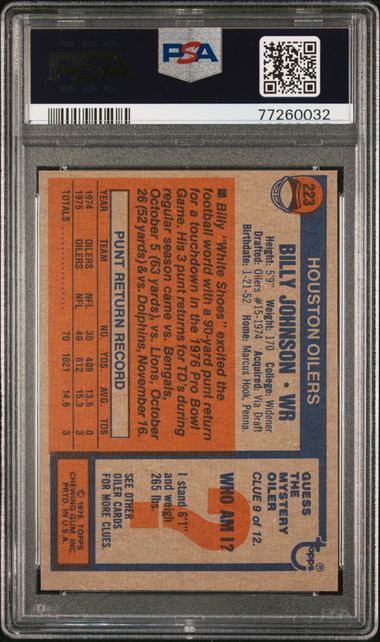 PSA
PSA
77260032
223
HOUSTON OILERS
BILLY JOHNSON • WR
Height: 5'9" Weight: 170 College: Widener
Drafted: Oilers #15-1974 Acquired: Via Draft
Birthdate: 1-21-52 Home: Marcus Hook, Penna.
■ Billy "White Shoes" excited the
football world with a 90-yard punt return
for a touchdown in the 1976 Pro Bowl
Game. His 3 punt returns for TD's during
regular season came vs. Bengals,
October 5 (63 yards), vs. Lions, October
26 (52 yards) & vs. Dolphins, November 16.
PUNT RETURN RECORD
YEAR TEAM NO. YDS. AVG TDS
1974 OILERS NFL 30 409 13.5 0
1975 OILERS NFL 40 612 15.3 3
TOTALS 70 1021 14.6 3
Topps®
GUESS
THE
MYSTERY
OILER
CLUE 9 of 12.
?
WHO AM I?
I stand 6'1"
and weigh
265 lbs.
SEE OTHER
OILER CARDS
FOR MORE CLUES.
© 1976 TOPPS
CHEWING GUM, INC.
PRTD. IN U.S.A.